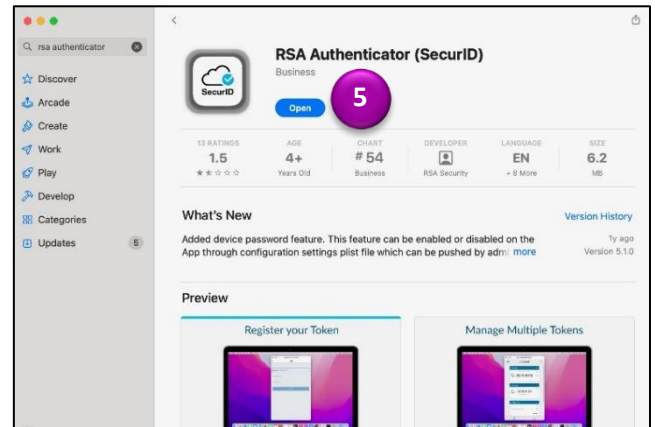 rsa authenticator
Discover
Arcade
Create
Work
Play
Develop
Categories
Updates 5
SecurID
RSA Authenticator (SecurID)
Business
Open
5
13 RATINGS AGE CHART DEVELOPER LANGUAGE SIZE
1.5 4+ #54 EN 6.2
Years Old Business RSA Security + 8 More MB
What's New Version History
Added device password feature. This feature can be enabled or disabled on the 1y ago
App through configuration settings plist file which can be pushed by admi more Version 5.1.0
Preview
Register your Token Manage Multiple Tokens